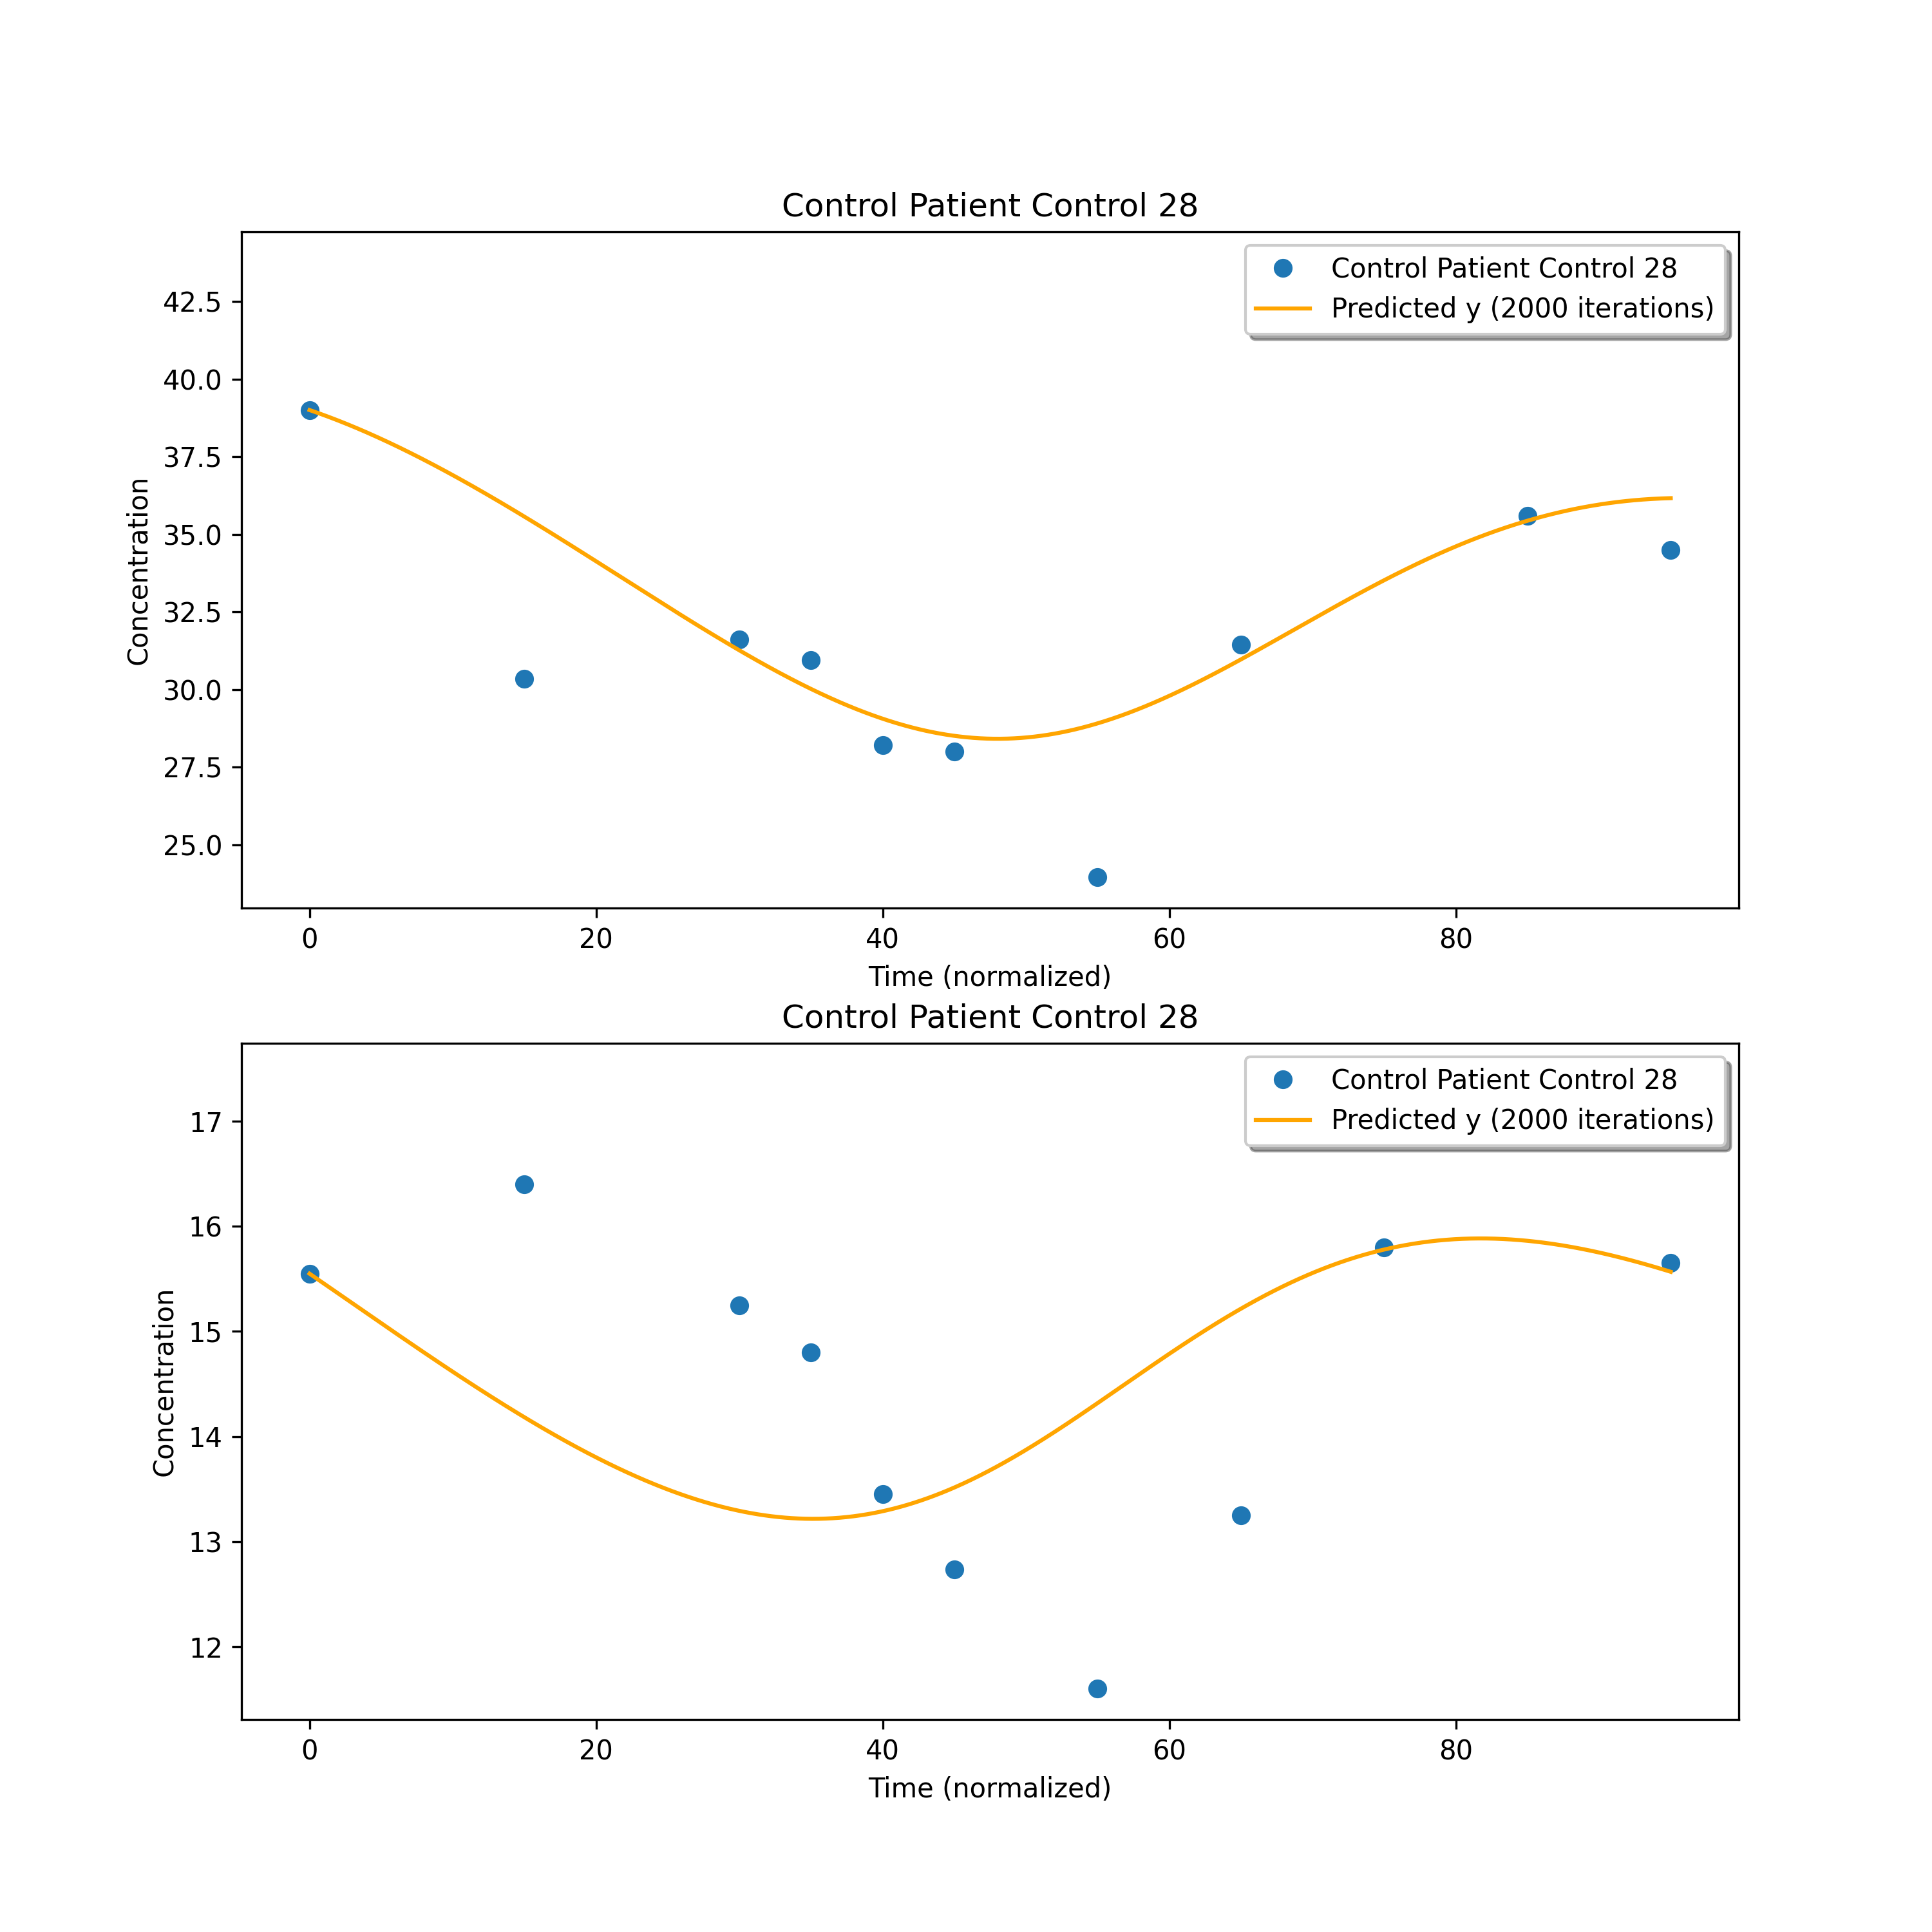 Control Patient Control 28
Control Patient Control 28
Predicted y (2000 iterations)
42.5
40.0
37.5
35.0
32.5
30.0
27.5
25.0
Concentration
0 20 40 60 80
Time (normalized)
Control Patient Control 28
Control Patient Control 28
Predicted y (2000 iterations)
17
16
15
14
13
12
Concentration
0 20 40 60 80
Time (normalized)